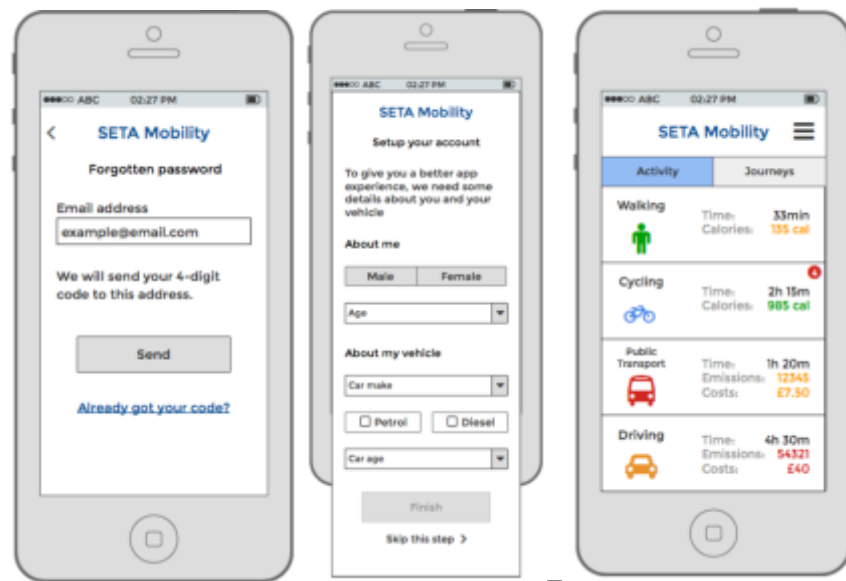 ABC 02:27 PM
SETA Mobility
Forgotten password
Email address
example@email.com
We will send your 4-digit
code to this address.
Send
Already got your code?
ABC 02:27 PM
SETA Mobility
Setup your account
To give you a better app
experience, we need some
details about you and your
vehicle
About me
Male Female
Age
About my vehicle
Car make
Petrol Diesel
Car age
Finish
Skip this step >
ABC 02:27 PM
SETA Mobility
Activity Journeys
Walking
Time: 33min
Calories: 135 cal
4
Cycling
Time: 2h 15m
Calories: 985 cal
Public
Transport
Time: 1h 20m
Emissions: 12345
Costs: £7.50
Driving
Time: 4h 30m
Emissions: 54321
Costs: £40